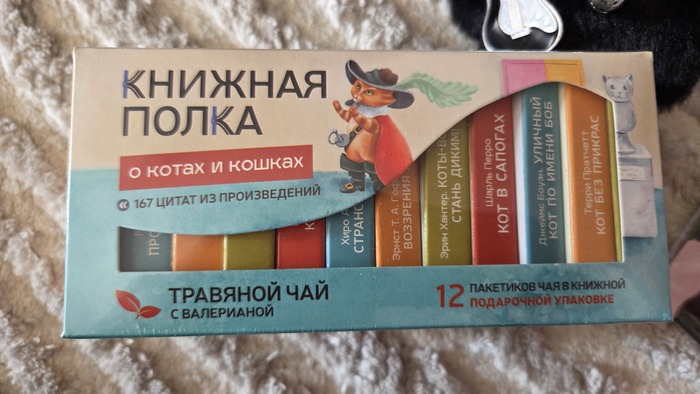 КНИЖНАЯ
ПОЛКА
О КОТАХ И КОШКАХ
« 167 ЦИТАТ ИЗ ПРОИЗВЕДЕНИЙ
Хиро
СТРАН
Эрнст Т. А. Гоф
ВОЗЗРЕНИЯ
Эрин Хантер. КОТЫ-В
СТАНЬ ДИКИМ
Шарль Перро
КОТ В САПОГАХ
Джеймс Боуэн. УЛИЧНЫЙ
КОТ ПО ИМЕНИ БОБ
Терри Пратчетт
КОТ БЕЗ ПРИКРАС
ТРАВЯНОЙ ЧАЙ
С ВАЛЕРИАНОЙ
12 ПАКЕТИКОВ ЧАЯ В КНИЖНОЙ
ПОДАРОЧНОЙ УПАКОВКЕ